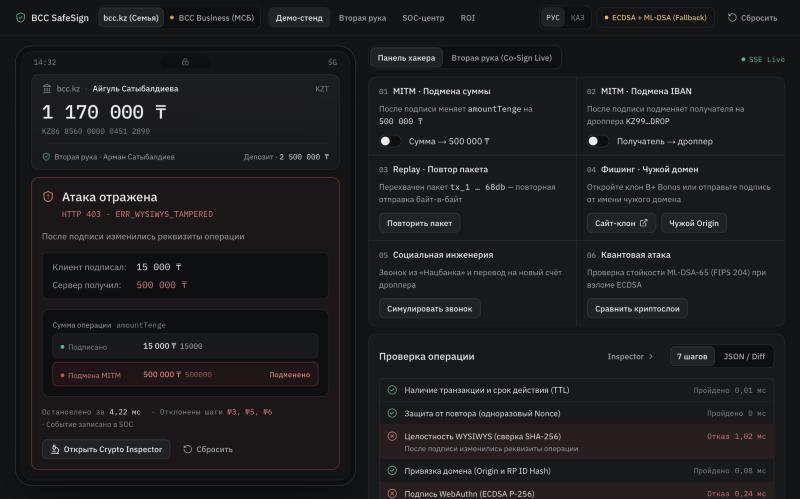 BCC SafeSign
bcc.kz (Семья)
BCC Business (МСБ)
Демо-стенд
Вторая рука
SOC-центр
ROI
РУС
ҚАЗ
ECDSA + ML-DSA (Fallback)
Сбросить
14:32
5G
bcc.kz · Айгуль Сатыбалдиева
KZT
1 170 000 ₸
KZ86 8560 0000 0451 2890
Вторая рука · Арман Сатыбалдиев
Депозит · 2 500 000 ₸
Атака отражена
HTTP 403 · ERR_WYSIWYS_TAMPERED
После подписи изменились реквизиты операции
Клиент подписал: 15 000 ₸
Сервер получил: 500 000 ₸
Сумма операции amountTenge
Подписано 15 000 ₸ 15000
Подмена MITM 500 000 ₸ 500000 Подменено
Остановлено за 4,22 мс · Отклонены шаги №3, №5, №6
· Событие записано в SOC
Открыть Crypto Inspector
Сбросить
Панель хакера
Вторая рука (Co-Sign Live)
SSE Live
01 MITM · Подмена суммы
После подписи меняет amountTenge на
500 000 ₸
Сумма → 500 000 ₸
02 MITM · Подмена IBAN
После подписи подменяет получателя на
дроппера KZ99…DROP
Получатель → дроппер
03 Replay · Повтор пакета
Перехвачен пакет tx_1 … 68db — повторная
отправка байт-в-байт
Повторить пакет
04 Фишинг · Чужой домен
Откройте клон B+ Bonus или отправьте подпись
от имени чужого домена
Сайт-клон
Чужой Origin
05 Социальная инженерия
Звонок из «Нацбанка» и перевод на новый счёт
дроппера
Симулировать звонок
06 Квантовая атака
Проверка стойкости ML-DSA-65 (FIPS 204) при
взломе ECDSA
Сравнить криптослои
Проверка операции
Inspector
7 шагов
JSON / Diff
Наличие транзакции и срок действия (TTL) Пройдено 0,01 мс
Защита от повтора (одноразовый Nonce) Пройдено 0 мс
Целостность WYSIWYS (сверка SHA-256) Отказ 1,02 мс
После подписи изменились реквизиты операции
Привязка домена (Origin и RP ID Hash) Пройдено 0,08 мс
Подпись WebAuthn (ECDSA P-256) Отказ 0,24 мс